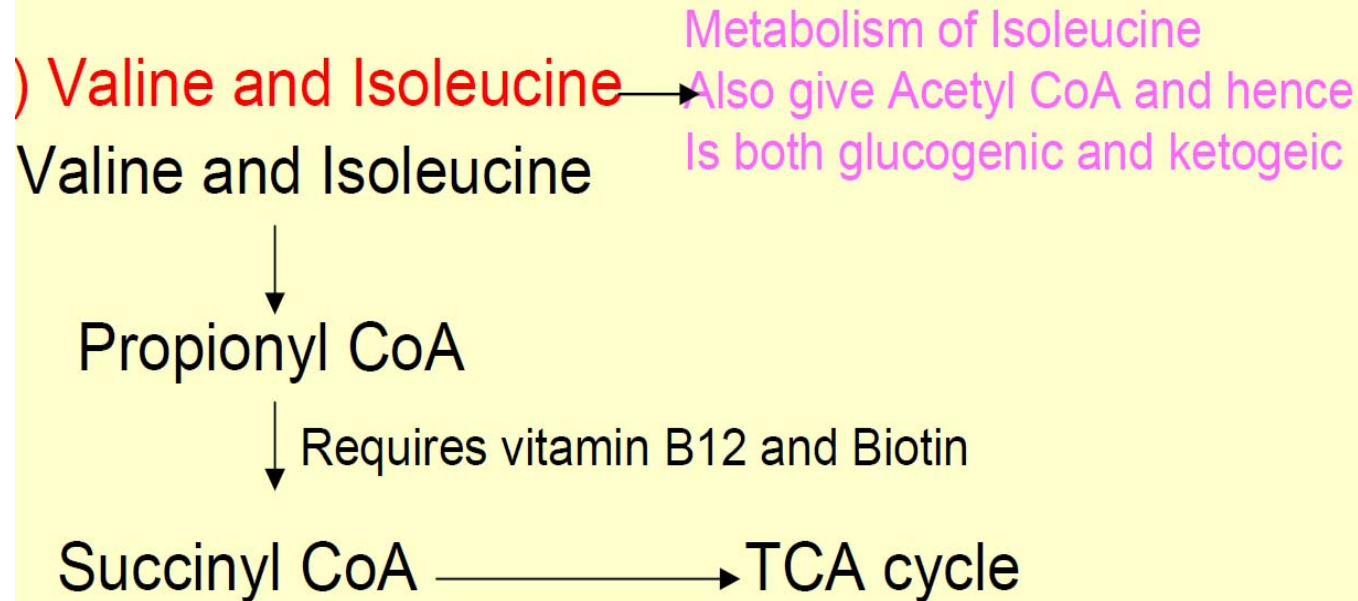 ) Valine and Isoleucine
Metabolism of Isoleucine
Also give Acetyl CoA and hence
Is both glucogenic and ketogeic
Valine and Isoleucine
Propionyl CoA
Requires vitamin B12 and Biotin
Succinyl CoA
TCA cycle